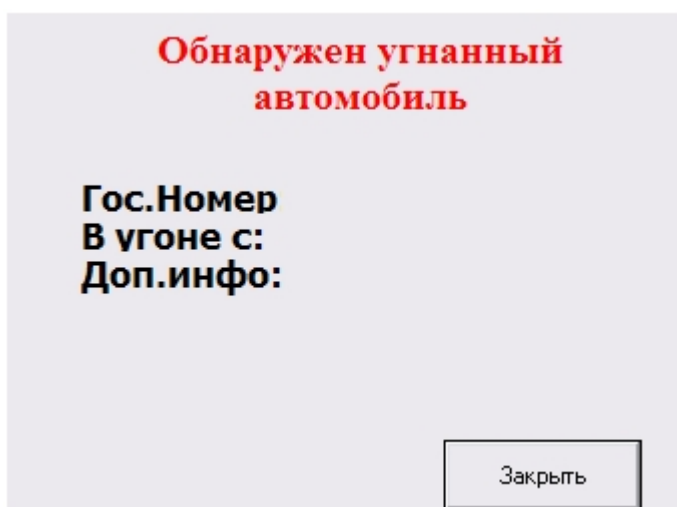 Обнаружен угнанный
автомобиль
Гос.Номер
В угоне с:
Доп.инфо:
Закрыть